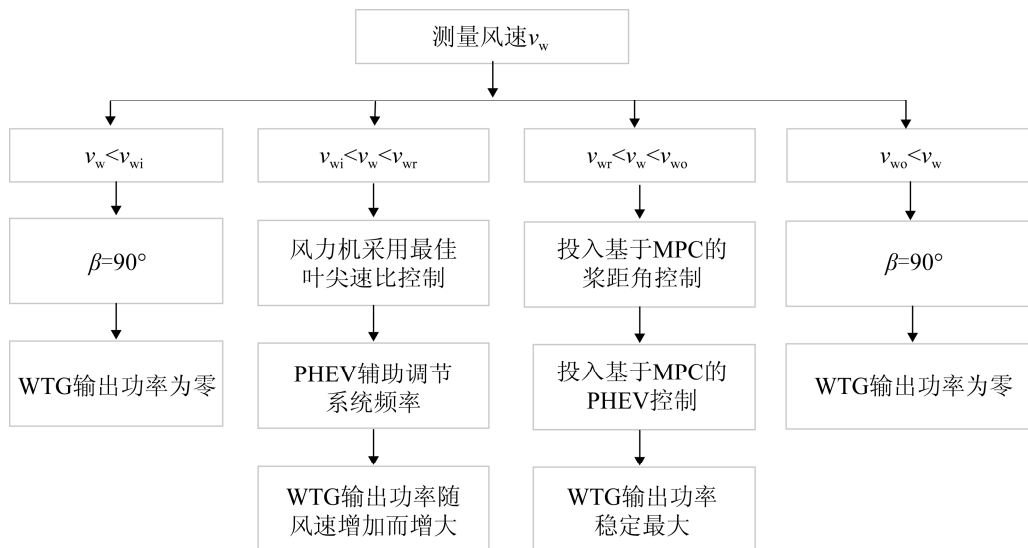 测量风速vw
vw<vwi
vwi<vw<vwr
vwr<vw<vwo
vwo<vw
β=90°
风力机采用最佳
叶尖速比控制
投入基于MPC的
桨距角控制
β=90°
WTG输出功率为零
PHEV辅助调节
系统频率
投入基于MPC的
PHEV控制
WTG输出功率为零
WTG输出功率随
风速增加而增大
WTG输出功率
稳定最大